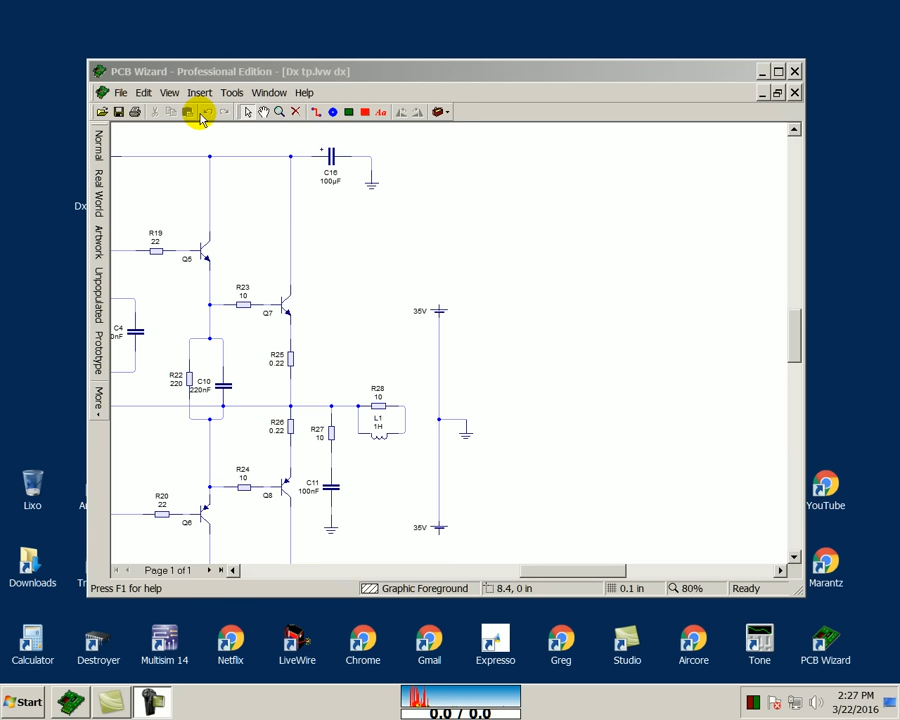 PCB Wizard - Professional Edition - [Dx tp.lvw dx]
File Edit View Insert Tools Window Help
Aa
Normal
Real World
Artwork
Unpopulated
Prototype
More
+
C16
100µF
R19
22
Q5
R23
10
Q7
35V
C4
0nF
R25
0.22
R22
220
C10
220nF
R28
10
L1
1H
R26
0.22
R27
10
R24
10
Q8
C11
100nF
R20
22
Q6
35V
Page 1 of 1
Press F1 for help
Graphic Foreground
8.4, 0 in
0.1 in
80%
Ready
Dx
Lixo
YouTube
Downloads
Marantz
Calculator
Destroyer
Multisim 14
Netflix
LiveWire
Chrome
Gmail
Expresso
Greg
Studio
Aircore
Tone
PCB Wizard
Start
0.0 / 0.0
2:27 PM
3/22/2016